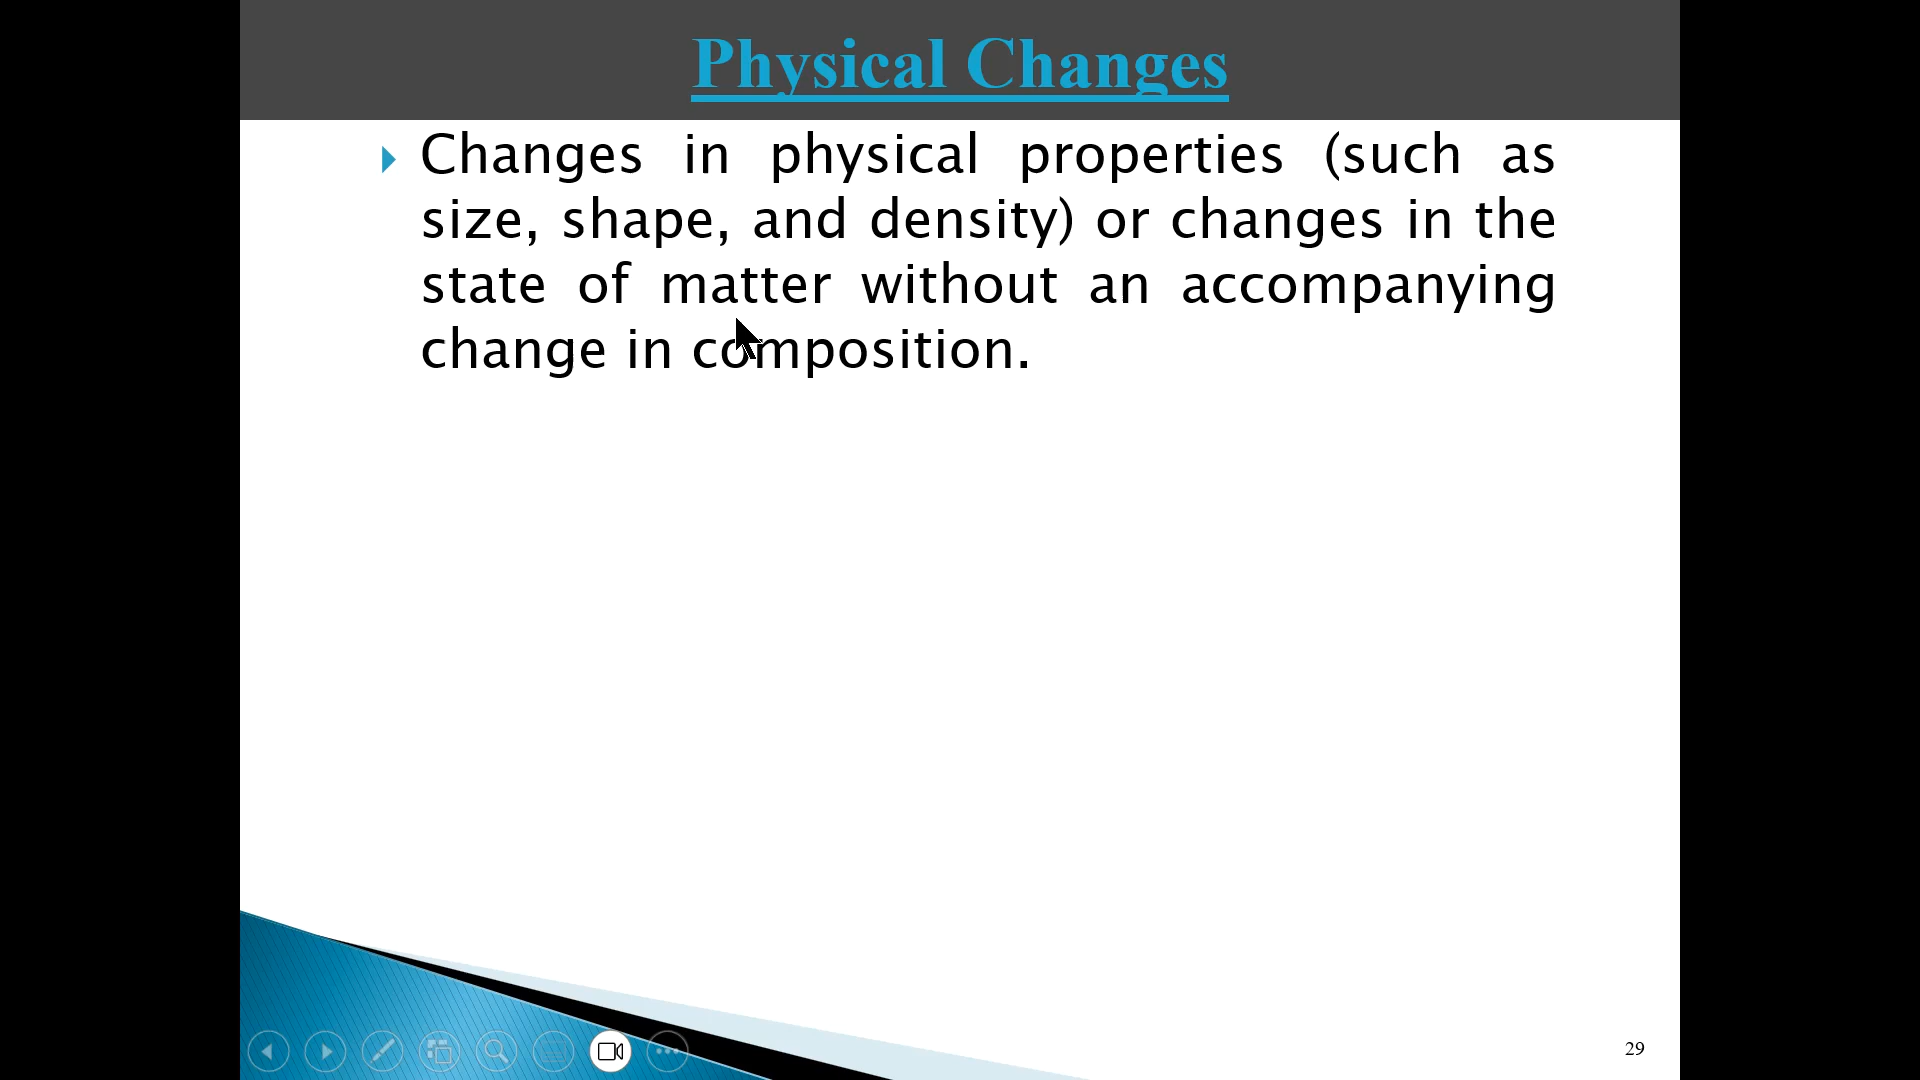 Physical Changes
Changes in physical properties (such as
size, shape, and density) or changes in the
state of matter without an accompanying
change in composition.
29